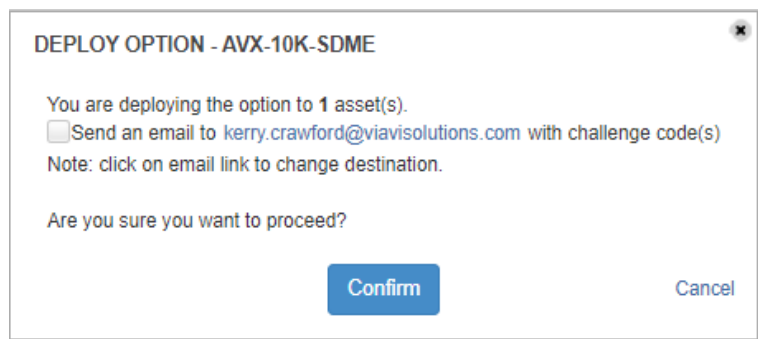 DEPLOY OPTION - AVX-10K-SDME
You are deploying the option to 1 asset(s).
Send an email to kerry.crawford@viavisolutions.com with challenge code(s)
Note: click on email link to change destination.
Are you sure you want to proceed?
Confirm
Cancel